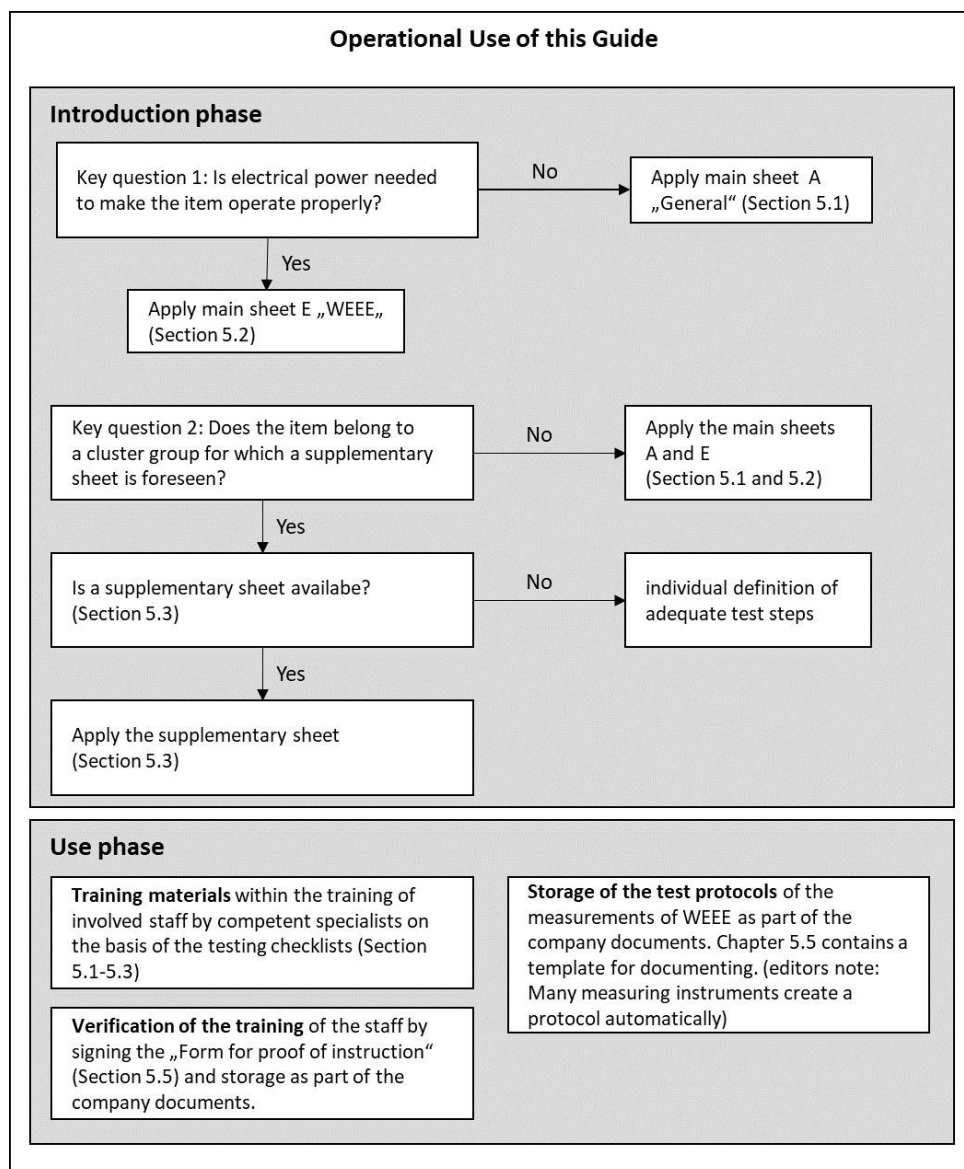 Operational Use of this Guide
Introduction phase
Key question 1: Is electrical power needed
to make the item operate properly?
No
Apply main sheet  A
„General“ (Section 5.1)
Yes
Apply main sheet E „WEEE„
(Section 5.2)
Key question 2: Does the item belong to
a cluster group for which a supplementary
sheet is foreseen?
No
Apply the main sheets
A and E
(Section 5.1 and 5.2)
Yes
Is a supplementary sheet availabe?
(Section 5.3)
No
individual definition of
adequate test steps
Yes
Apply the supplementary sheet
(Section 5.3)
Use phase
Training materials within the training of
involved staff by competent specialists on
the basis of the testing checklists (Section
5.1-5.3)
Verification of the training of the staff by
signing the „Form for proof of instruction“
(Section 5.5) and storage as part of the
company documents.
Storage of the test protocols of the
measurements of WEEE as part of the
company documents. Chapter 5.5 contains a
template for documenting. (editors note:
Many measuring instruments create a
protocol automatically)